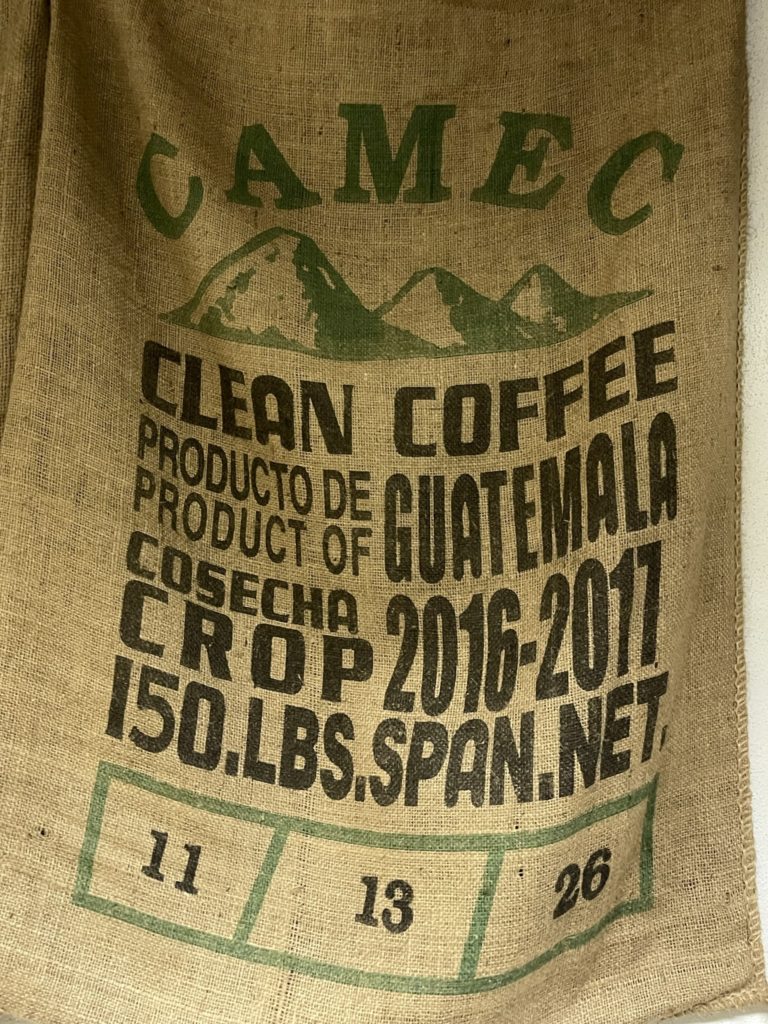 CAMEC
CLEAN COFFEE
PRODUCTO DE
PRODUCT OF
GUATEMALA
COSECHA
CROP
2016-2017
150.LBS.SPAN.NET.
11 13 26